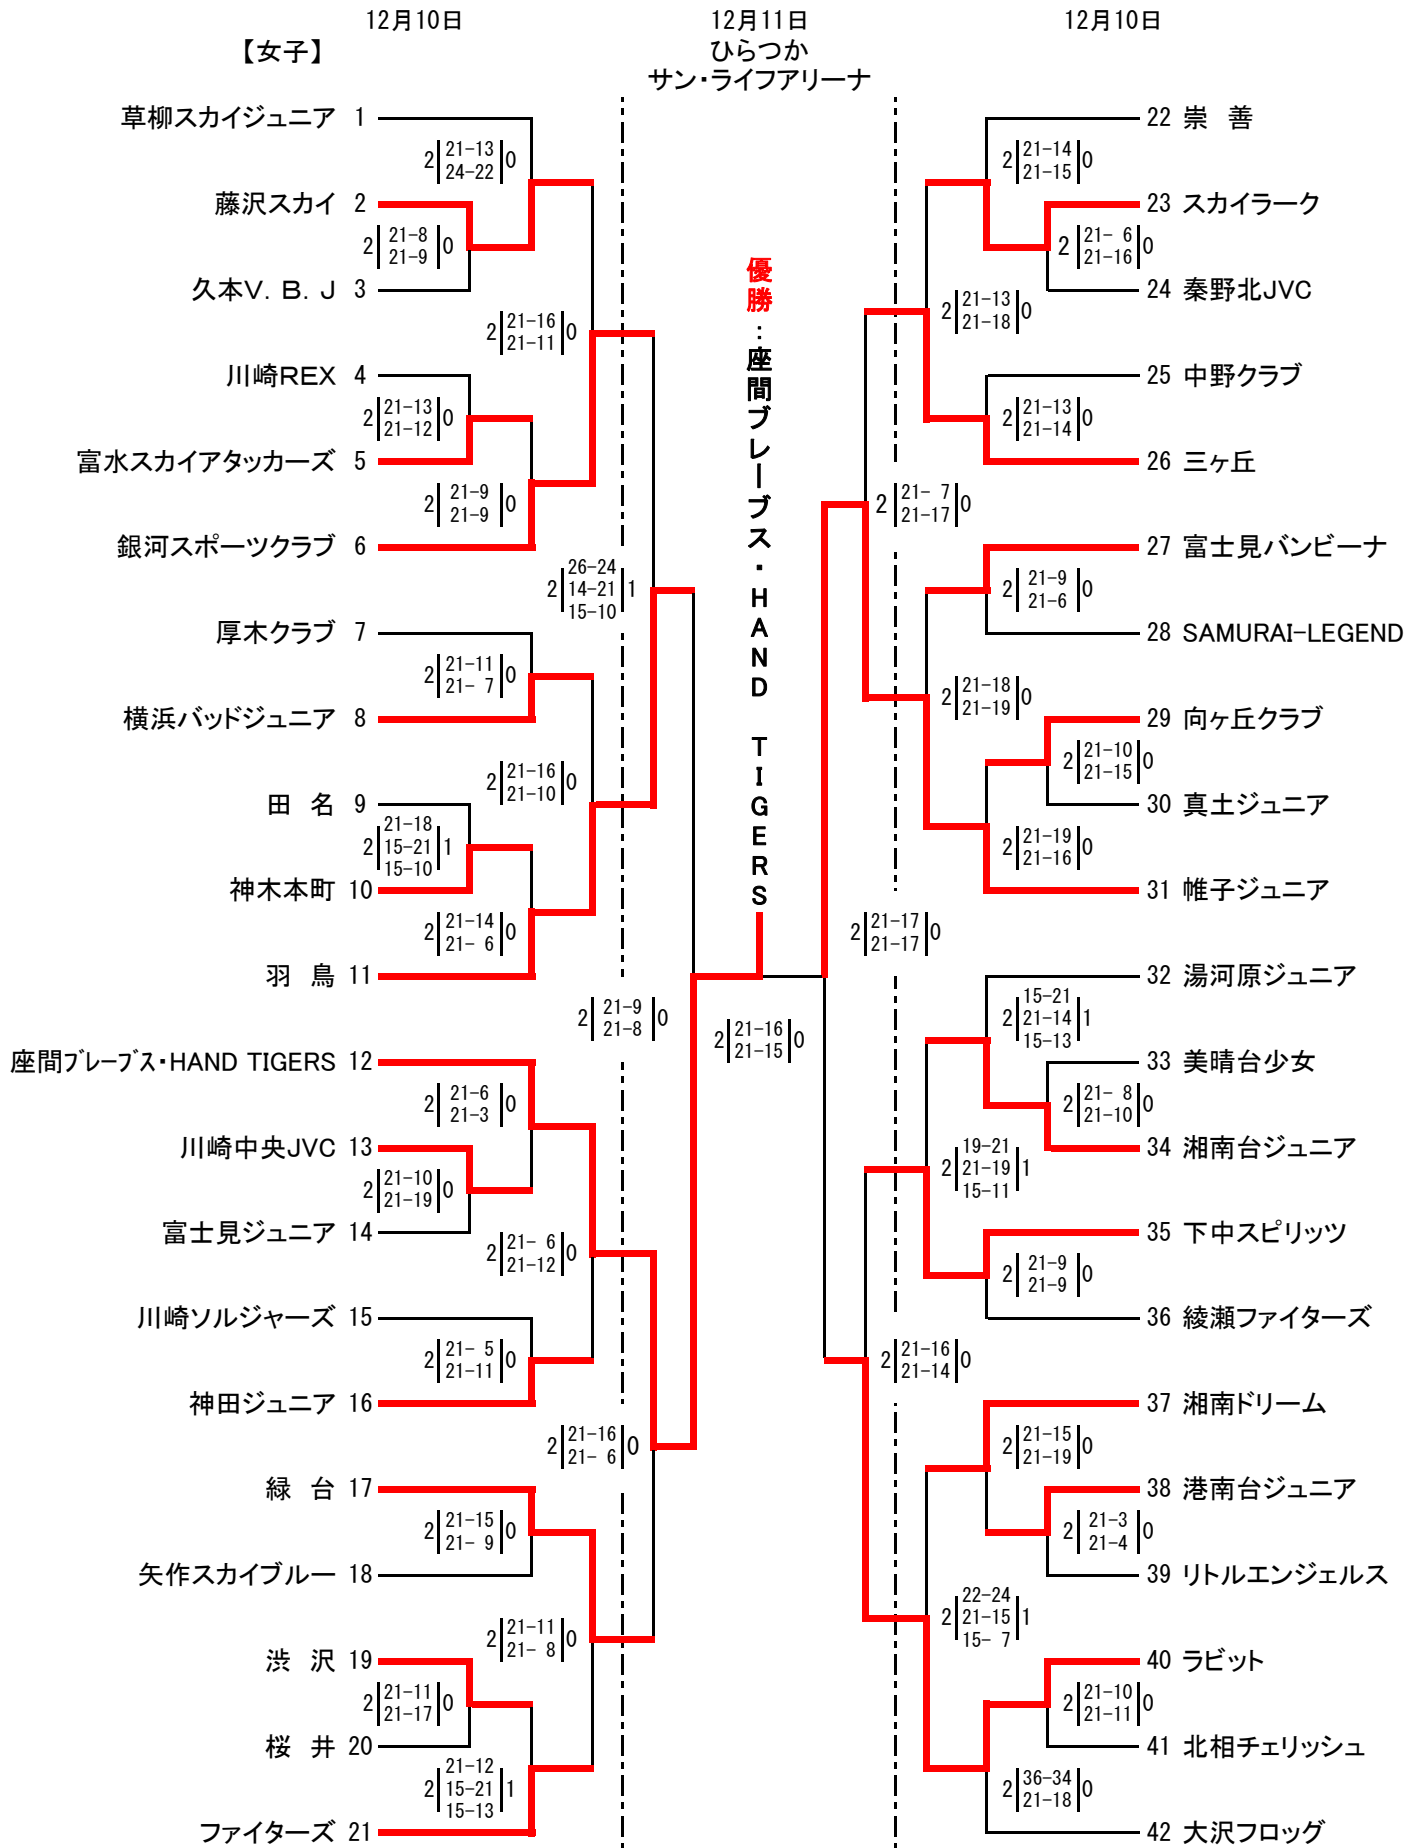 12月10日
12月11日
12月10日
【女子】
ひらつか
サン・ライフアリーナ
草柳スカイジュニア 1
2 21-13 24-22 0
藤沢スカイ 2
2 21-8 21-9 0
久本V. B. J 3
2 21-16 21-11 0
川崎REX 4
2 21-13 21-12 0
富水スカイアタッカーズ 5
2 21-9 21-9 0
銀河スポーツクラブ 6
2 26-24 14-21 15-10 1
厚木クラブ 7
2 21-11 21- 7 0
横浜バッドジュニア 8
2 21-16 21-10 0
田 名 9
2 21-18 15-21 15-10 1
神木本町 10
2 21-14 21- 6 0
羽 鳥 11
2 21-9 21-8 0
座間ブレーブス・HAND TIGERS 12
2 21-6 21-3 0
川崎中央JVC 13
2 21-10 21-19 0
富士見ジュニア 14
2 21- 6 21-12 0
川崎ソルジャーズ 15
2 21- 5 21-11 0
神田ジュニア 16
2 21-16 21- 6 0
緑 台 17
2 21-15 21- 9 0
矢作スカイブルー 18
2 21-11 21- 8 0
渋 沢 19
2 21-11 21-17 0
桜 井 20
2 21-12 15-21 15-13 1
ファイターズ 21
優勝：座間ブレーブス・HAND TIGERS
2 21-16 21-15 0
22 崇 善
2 21-14 21-15 0
23 スカイラーク
2 21- 6 21-16 0
24 秦野北JVC
2 21-13 21-18 0
25 中野クラブ
2 21-13 21-14 0
26 三ヶ丘
2 21- 7 21-17 0
27 富士見バンビーナ
2 21-9 21-6 0
28 SAMURAI-LEGEND
2 21-18 21-19 0
29 向ヶ丘クラブ
2 21-10 21-15 0
30 真土ジュニア
2 21-19 21-16 0
31 帷子ジュニア
2 21-17 21-17 0
32 湯河原ジュニア
2 15-21 21-14 15-13 1
33 美晴台少女
2 21- 8 21-10 0
34 湘南台ジュニア
2 19-21 21-19 15-11 1
35 下中スピリッツ
2 21-9 21-9 0
36 綾瀬ファイターズ
2 21-16 21-14 0
37 湘南ドリーム
2 21-15 21-19 0
38 港南台ジュニア
2 21-3 21-4 0
39 リトルエンジェルス
2 22-24 21-15 15- 7 1
40 ラビット
2 21-10 21-11 0
41 北相チェリッシュ
2 36-34 21-18 0
42 大沢フロッグ